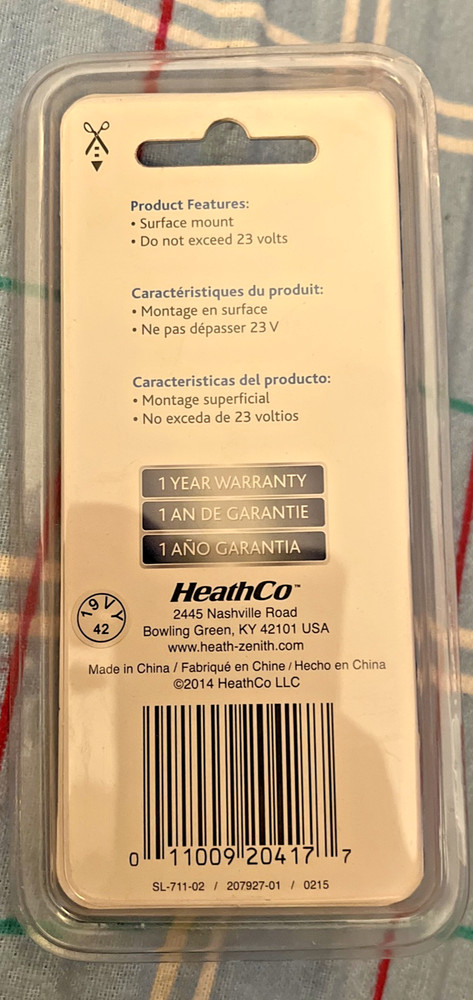 Product Features:
• Surface mount
• Do not exceed 23 volts
Caractéristiques du produit:
• Montage en surface
• Ne pas dépasser 23 V
Caracteristicas del producto:
• Montage superficial
• No exceda de 23 voltios
1 YEAR WARRANTY
1 AN DE GARANTIE
1 AÑO GARANTIA
HeathCo™
19VY
42
2445 Nashville Road
Bowling Green, KY 42101 USA
www.heath-zenith.com
Made in China / Fabriqué en Chine / Hecho en China
©2014 HeathCo LLC
0 11009 20417 7
SL-711-02 / 207927-01 / 0215